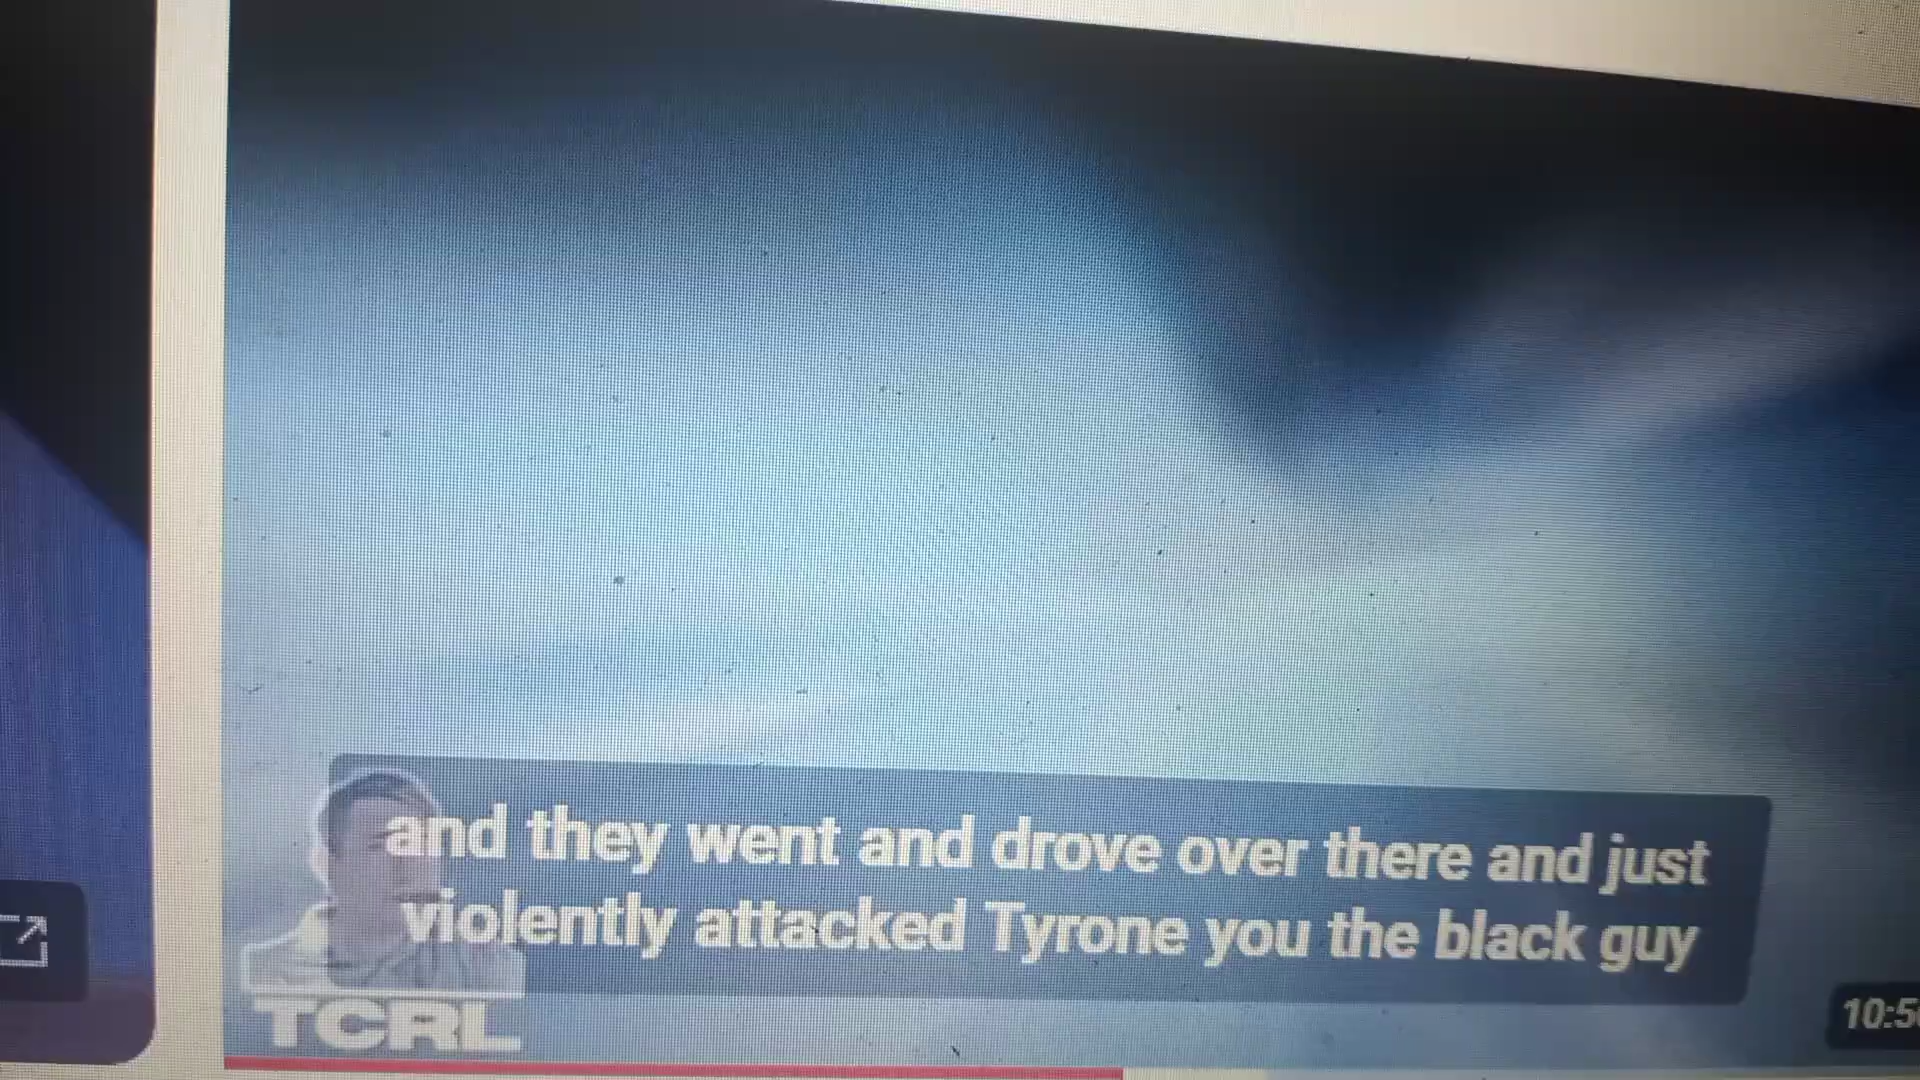 and they went and drove over there and just
violently attacked Tyrone you the black guy
TCRL